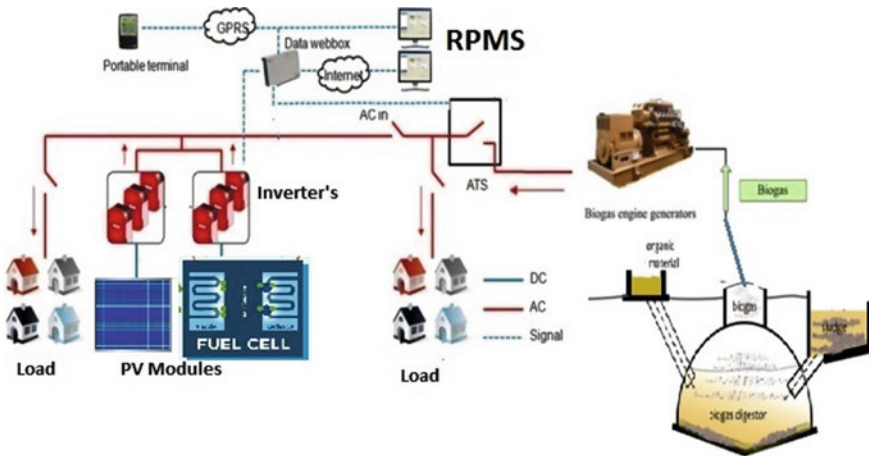 GPRS
RPMS
Data webbox
Portable terminal
Internet
AC in
ATS
Inverter's
Biogas
Biogas engine generators
organic
material
DC
AC
Signal
biogas
sludge
FUEL CELL
Load
PV Modules
Load
biogas digestor